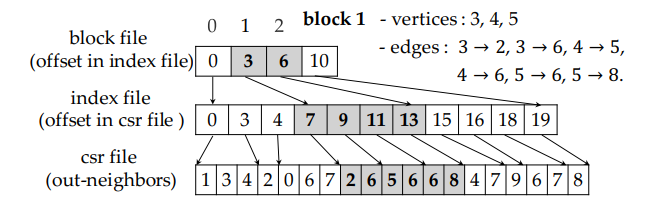 0 1 2 block 1 - vertices : 3, 4, 5
block file
(offset in index file) 0 3 6 10
- edges : 3 → 2, 3 → 6, 4 → 5,
4 → 6, 5 → 6, 5 → 8.
index file
(offset in csr file ) 0 3 4 7 9 11 13 15 16 18 19
csr file
(out-neighbors) 1 3 4 2 0 6 7 2 6 5 6 6 8 4 7 9 6 7 8